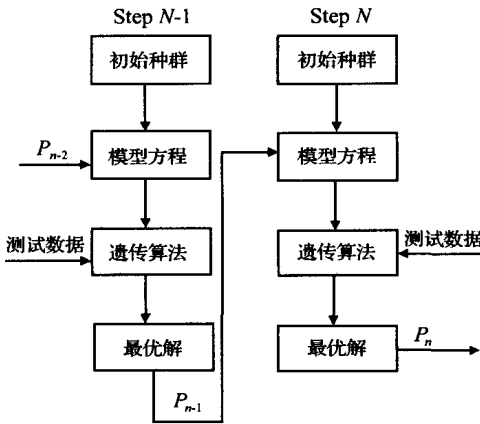 Step N-1
Step N
初始种群
初始种群
P_{n-2}
模型方程
模型方程
测试数据
遗传算法
遗传算法
测试数据
最优解
最优解
P_n
P_{n-1}